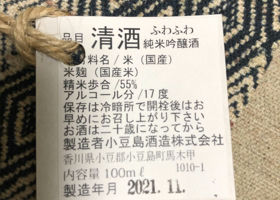 品目 清酒 ふわふわ
純米吟醸酒
料名/米(国産)
米麹(国産米)
精米歩合/55%
アルコール分/17度
保存は冷暗所で開栓後はお
早めにお召し上がり下さい
お酒は二十歳になってから
製造者小豆島酒造株式会社
香川県小豆郡小豆島町馬木甲
1010-1
内容量100ml
製造年月 2021.11.